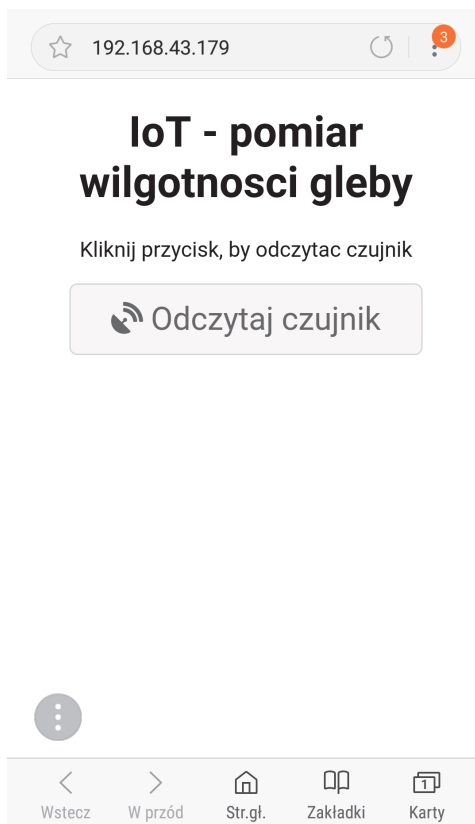 192.168.43.179
3
IoT - pomiar
wilgotnosci gleby
Kliknij przycisk, by odczytac czujnik
Odczytaj czujnik
1
Wstecz W przód Str.gł. Zakładki Karty